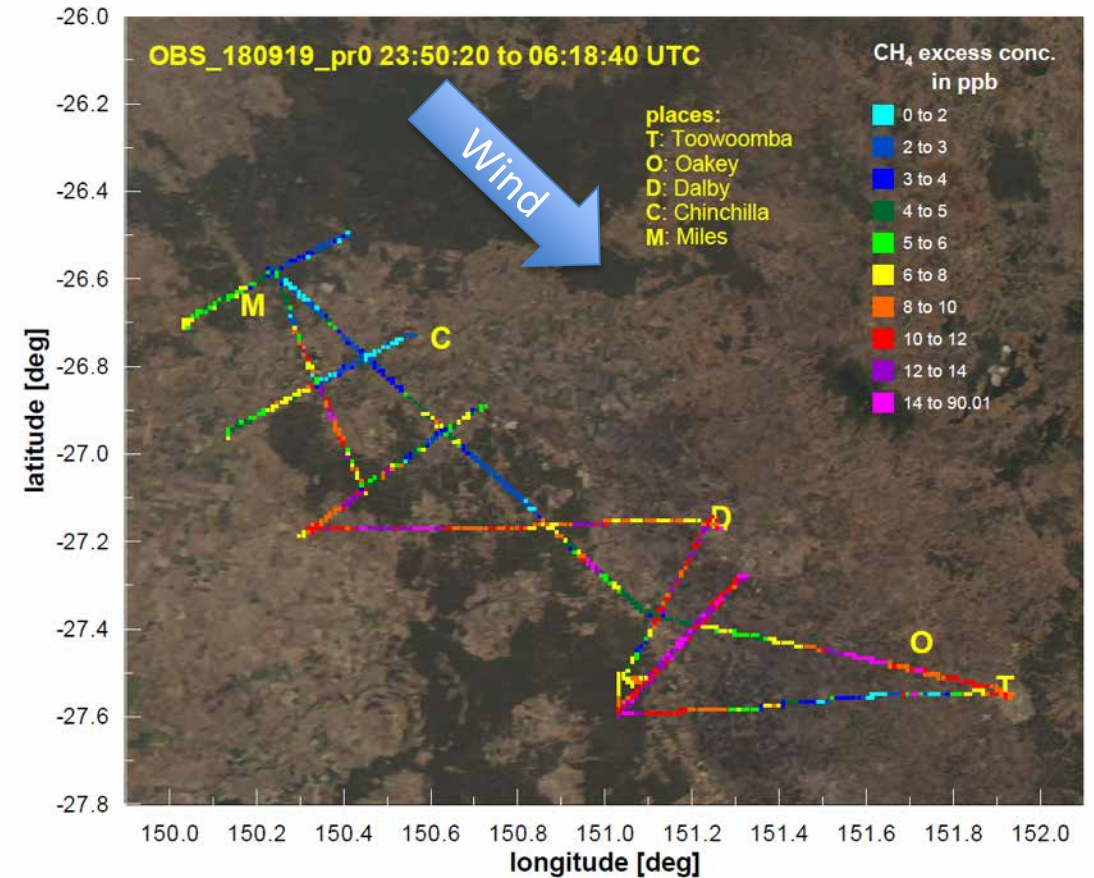 OBS_180919_pr0 23:50:20 to 06:18:40 UTC
CH₄ excess conc.
in ppb
Wind
places:
T: Toowoomba
O: Oakey
D: Dalby
C: Chinchilla
M: Miles
0 to 2
2 to 3
3 to 4
4 to 5
5 to 6
6 to 8
8 to 10
10 to 12
12 to 14
14 to 90.01
M
C
D
O
T
latitude [deg]
-26.0
-26.2
-26.4
-26.6
-26.8
-27.0
-27.2
-27.4
-27.6
-27.8
150.0 150.2 150.4 150.6 150.8 151.0 151.2 151.4 151.6 151.8 152.0
longitude [deg]